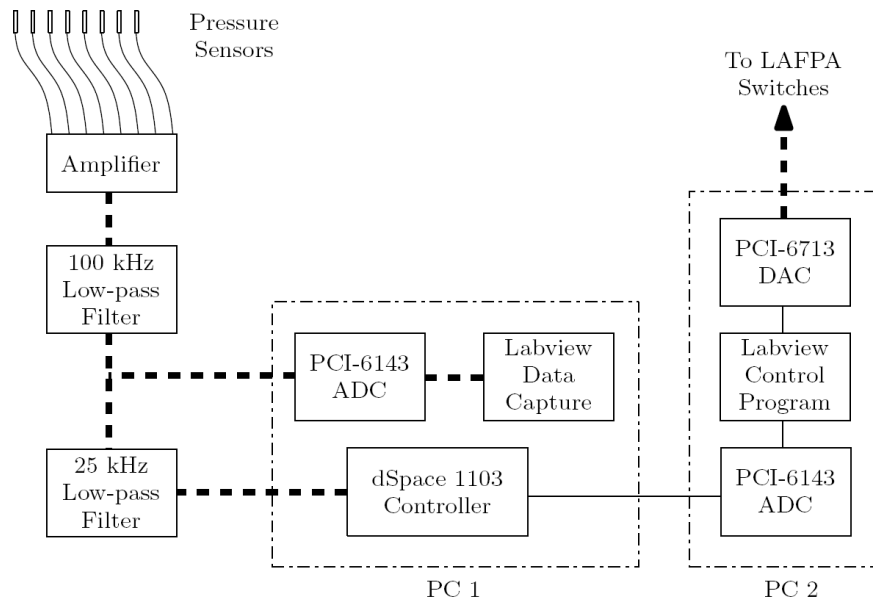 Pressure
Sensors
To LAFPA
Switches
Amplifier
PCI-6713
DAC
100 kHz
Low-pass
Filter
PCI-6143
ADC
Labview
Data
Capture
Labview
Control
Program
25 kHz
Low-pass
Filter
dSpace 1103
Controller
PCI-6143
ADC
PC 1
PC 2